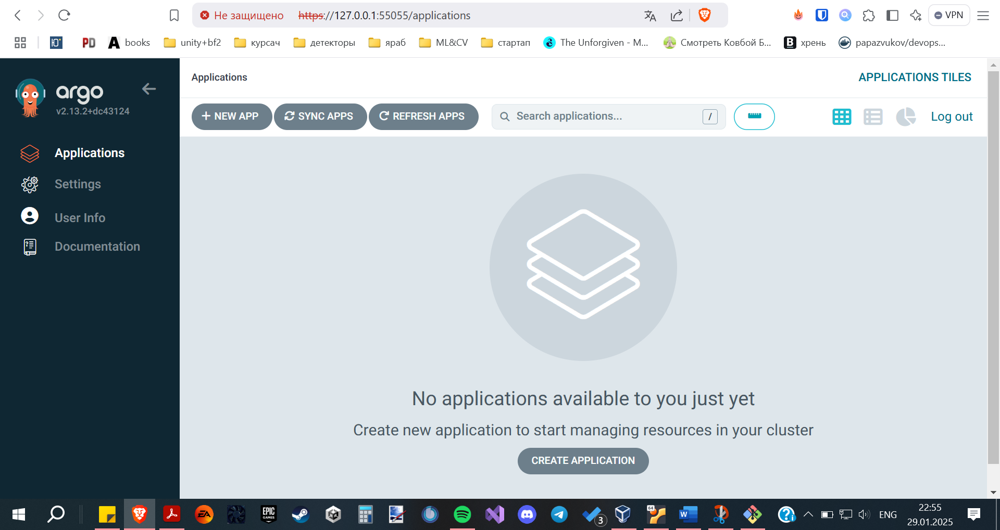 Не защищено https://127.0.0.1:55055/applications VPN
Ю PD A books unity+bf2 курсач детекторы яраб ML&CV стартап The Unforgiven - M... Смотреть Ковбой Б... B хрень papazvukov/devops...
argo
v2.13.2+dc43124
Applications
Settings
User Info
Documentation
Applications APPLICATIONS TILES
NEW APP SYNC APPS REFRESH APPS Search applications... / Log out
No applications available to you just yet
Create new application to start managing resources in your cluster
CREATE APPLICATION
EA EPIC GAMES 3 64 W ENG
22:55
29.01.2025